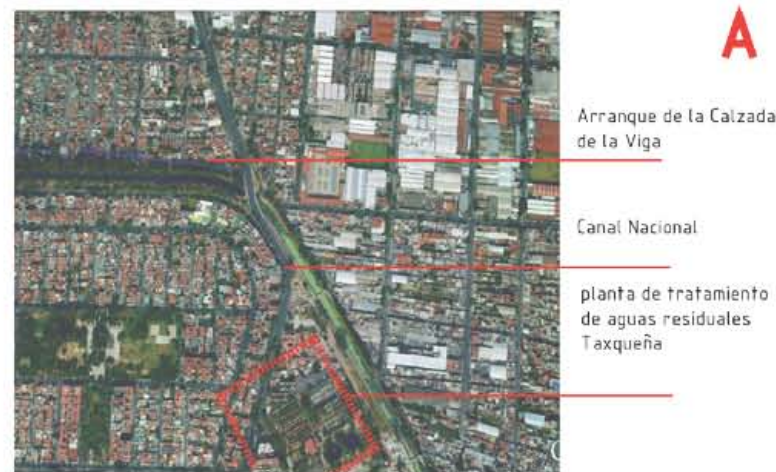 A
Arranque de la Calzada
de la Viga
Canal Nacional
planta de tratamiento
de aguas residuales
Taxqueña